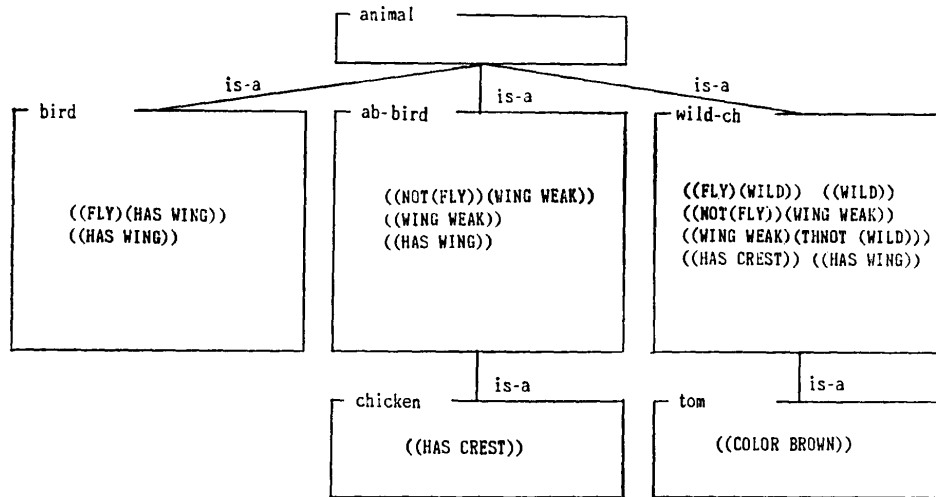 animal
is-a
is-a
is-a
bird
ab-bird
wild-ch
((FLY)(HAS WING))
((HAS WING))
((NOT(FLY))(WING WEAK))
((WING WEAK))
((HAS WING))
((FLY)(WILD)) ((WILD))
((NOT(FLY))(WING WEAK))
((WING WEAK)(THNOT (WILD)))
((HAS CREST)) ((HAS WING))
is-a
is-a
chicken
tom
((HAS CREST))
((COLOR BROWN))